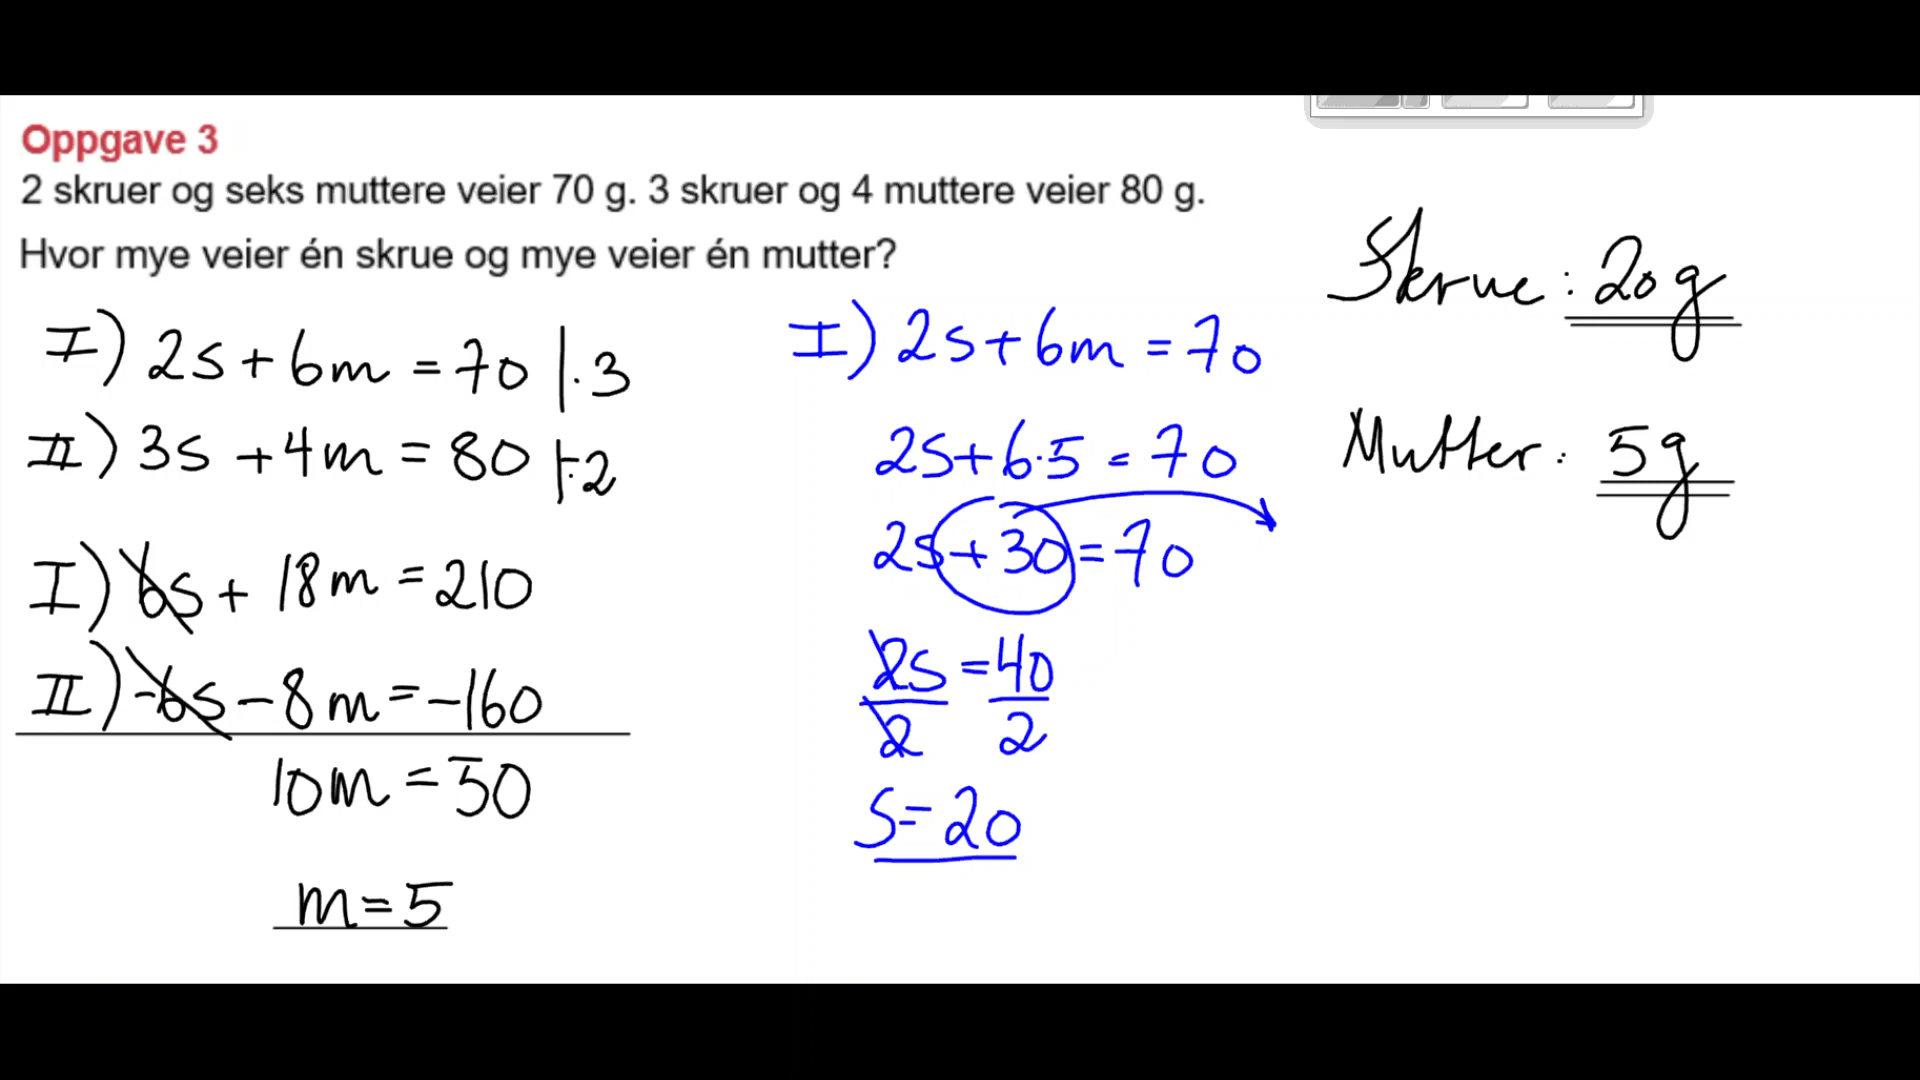 Oppgave 3
2 skruer og seks muttere veier 70 g. 3 skruer og 4 muttere veier 80 g.
Hvor mye veier én skrue og mye veier én mutter?
I) 2s + 6m = 70 | ·3
II) 3s + 4m = 80 | ·-2
I) 6s + 18m = 210
II) -6s - 8m = -160
10m = 50
m = 5
I) 2s + 6m = 70
2s + 6·5 = 70
2s + 30 = 70
2s/2 = 40/2
s = 20
Skrue: 20g
Mutter: 5g